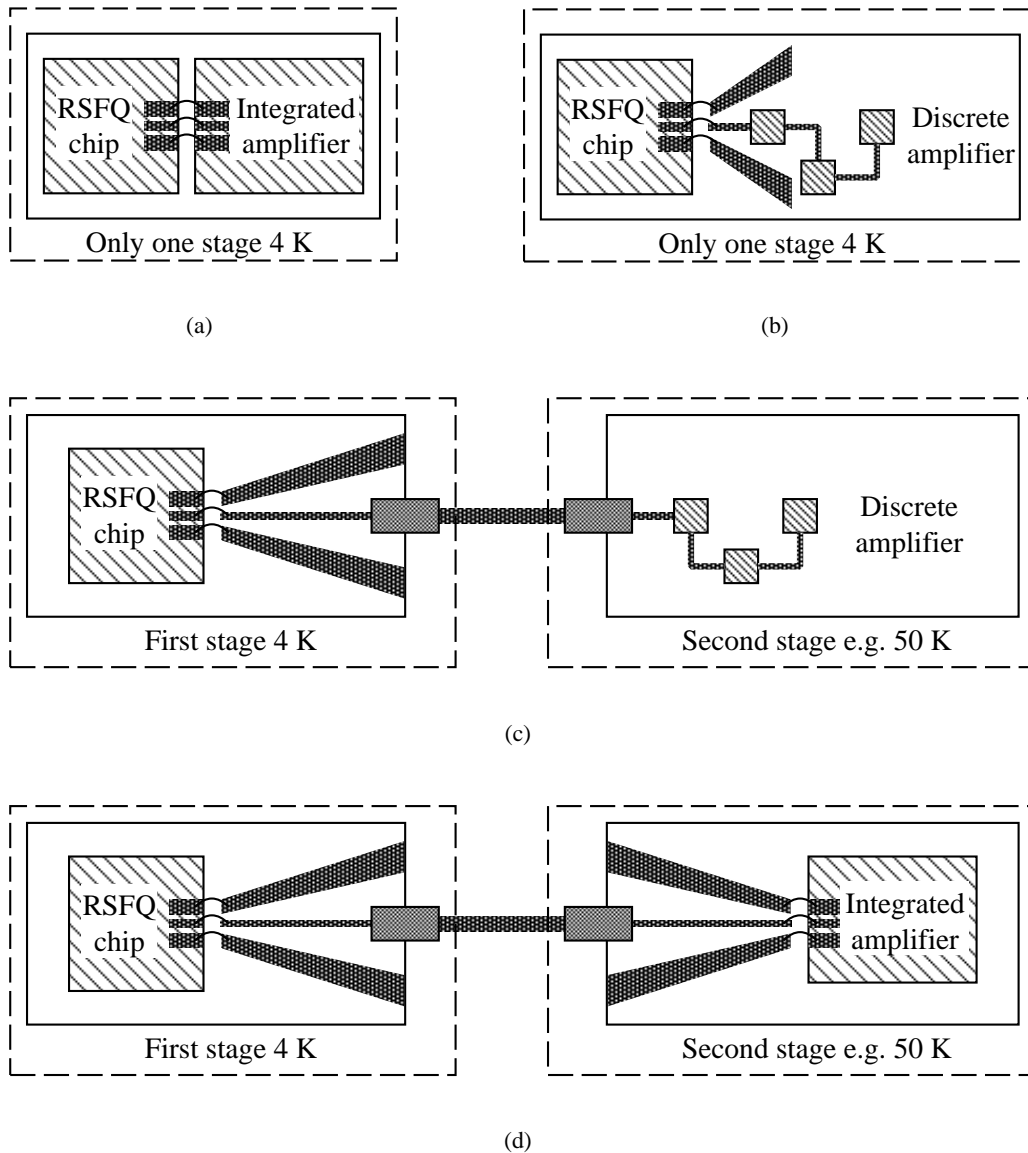 RSFQ
chip
Integrated
amplifier
Only one stage 4 K
(a)
RSFQ
chip
Discrete
amplifier
Only one stage 4 K
(b)
RSFQ
chip
First stage 4 K
Discrete
amplifier
Second stage e.g. 50 K
(c)
RSFQ
chip
First stage 4 K
Integrated
amplifier
Second stage e.g. 50 K
(d)